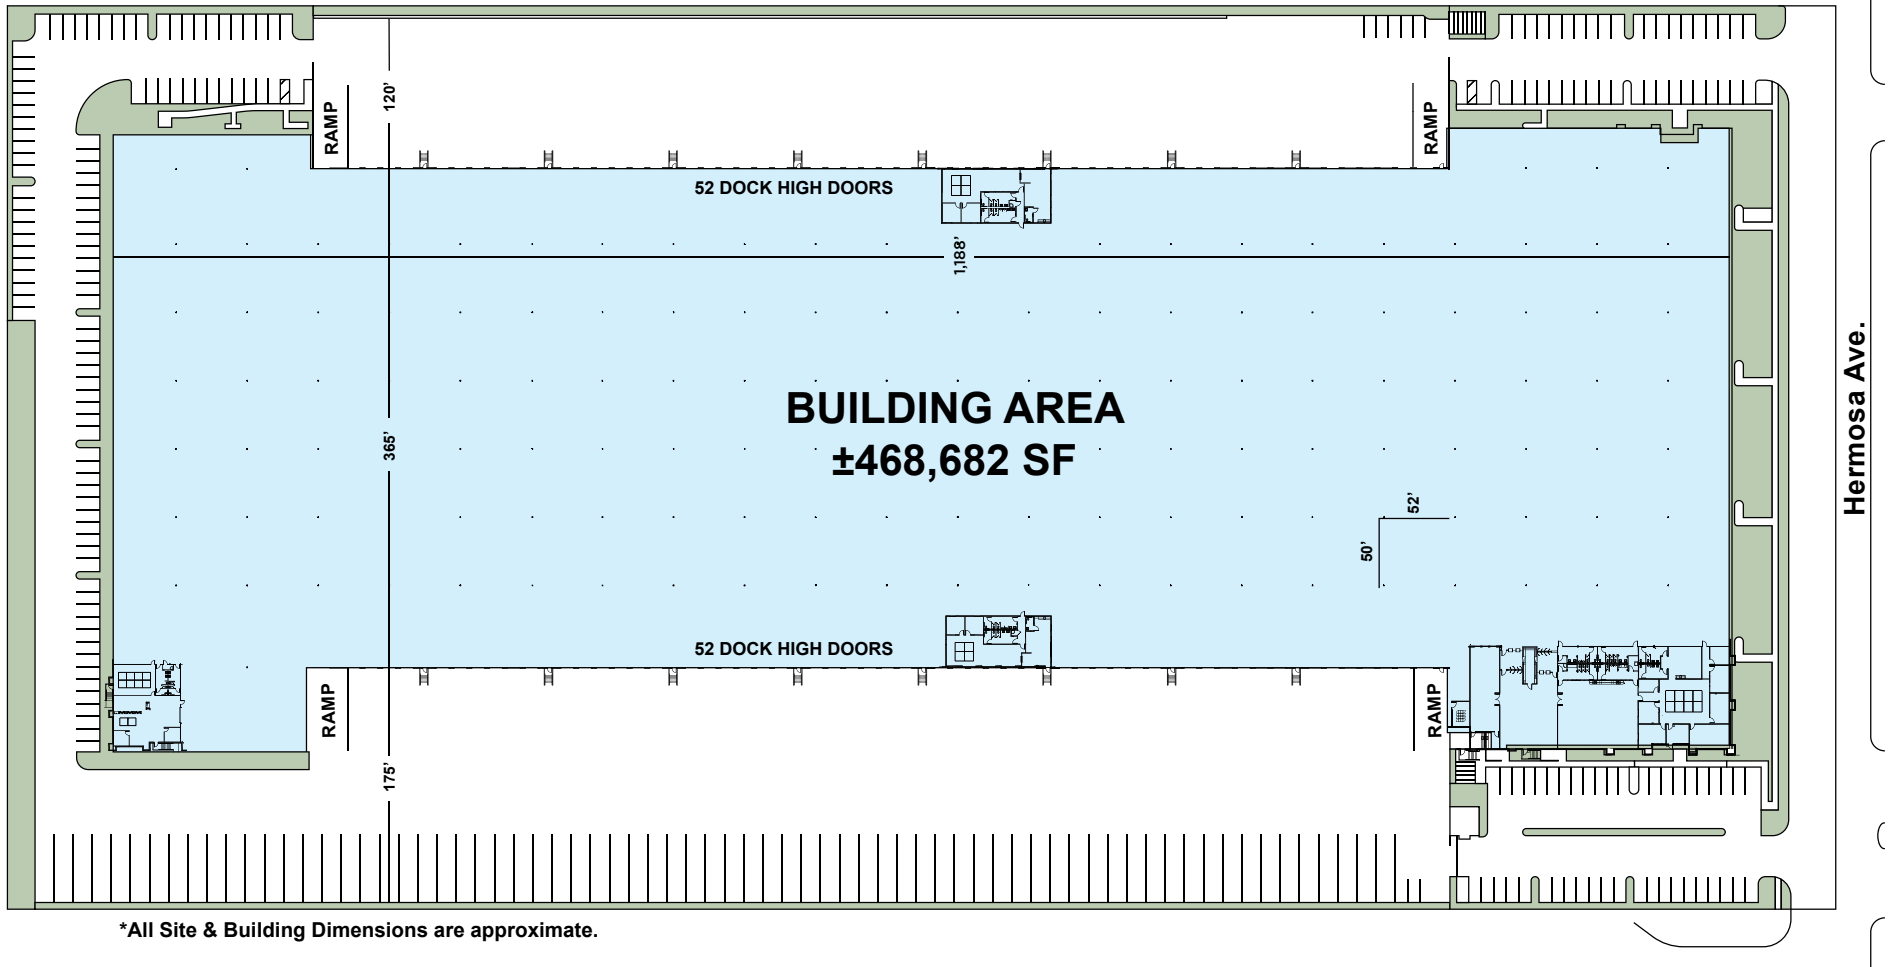 120'
RAMP
RAMP
52 DOCK HIGH DOORS
1,188'
BUILDING AREA
±468,682 SF
365'
52'
50'
Hermosa Ave.
52 DOCK HIGH DOORS
RAMP
RAMP
175'
*All Site & Building Dimensions are approximate.